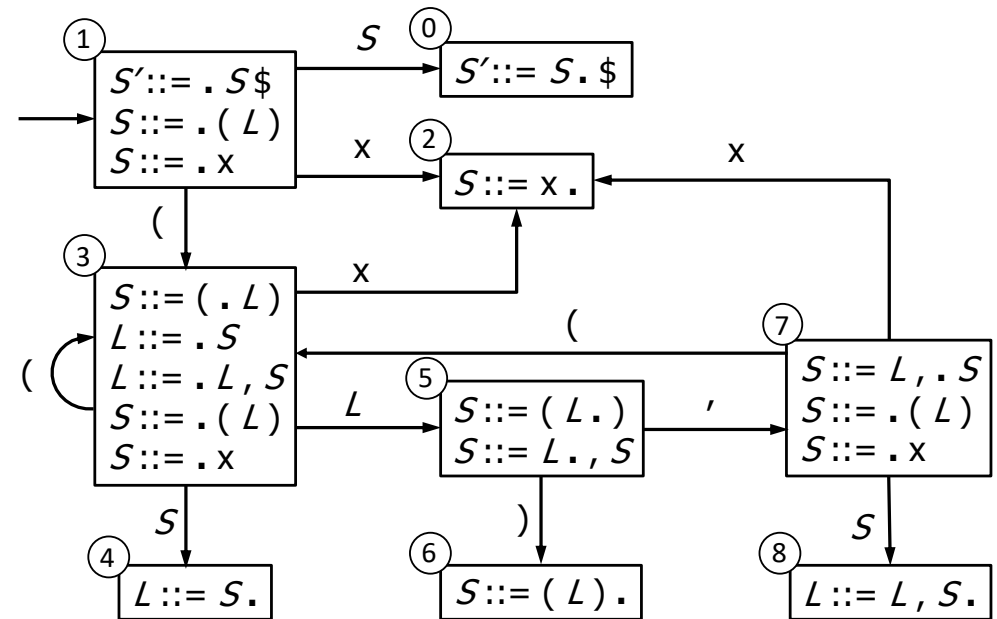 1
S′::= . S$
S::= .( L)
S::= . x
S
0
S′::= S. $
x
2
S::= x .
x
(
3
S::= (. L)
L::= . S
L::= . L , S
S::= .( L)
S::= . x
(
x
(
L
5
S::= ( L. )
S::= L. , S
,
7
S::= L, . S
S::= .( L)
S::= . x
S
4
L::= S.
)
6
S::= ( L) .
S
8
L::= L, S.